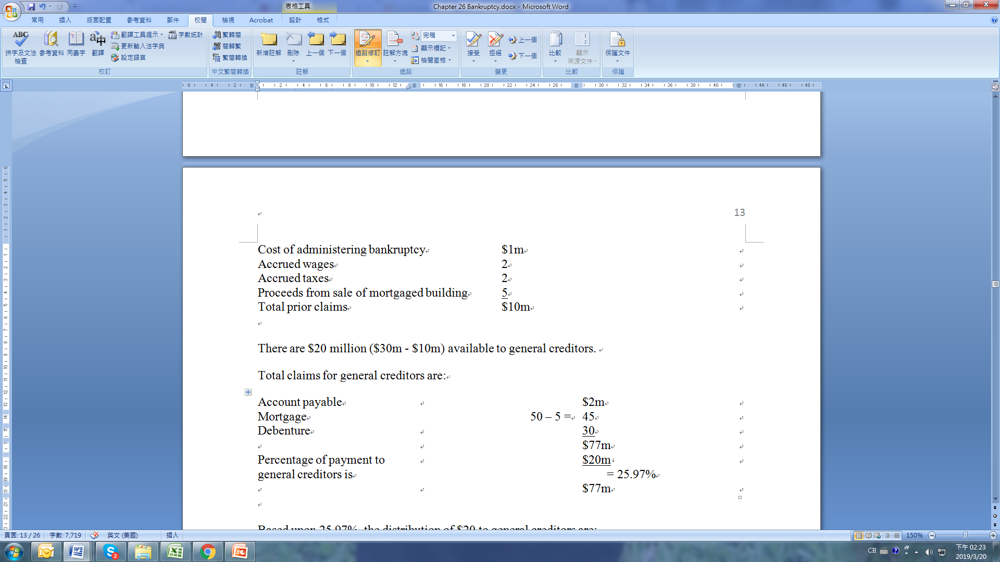 表格工具
Chapter 26 Bankruptcy.docx - Microsoft Word
常用 插入 版面配置 參考資料 郵件 校閱 檢視 Acrobat 設計 格式
ABC 拼字及文法檢查 參考資料 同義字 翻譯 翻譯工具提示 字數統計
更新輸入法字典
設定語言
校訂
繁轉簡
簡轉繁
繁簡轉換
中文繁簡轉換
新增註解 刪除 上一個 下一個
註解
追蹤修訂 註解方塊 完稿
顯示標記
檢閱窗格
追蹤
接受 拒絕 上一個
下一個
變更
比較 顯示來源文件
比較
保護文件
保護
13
Cost of administering bankruptcy $1m
Accrued wages 2
Accrued taxes 2
Proceeds from sale of mortgaged building 5
Total prior claims $10m
There are $20 million ($30m - $10m) available to general creditors.
Total claims for general creditors are:
Account payable $2m
Mortgage 50 – 5 = 45
Debenture 30
$77m
Percentage of payment to $20m
general creditors is = 25.97%
$77m
Based upon 25.97%, the distribution of $20 to general creditors are:
頁面: 13 / 26 字數: 7,719 英文 (美國) 插入 150%
CH 下午 02:23
2019/3/20